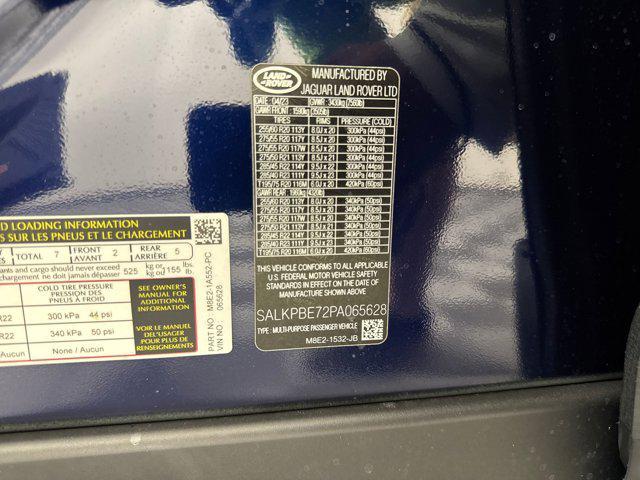 LAND ROVER
MANUFACTURED BY
JAGUAR LAND ROVER LTD
DATE: 04/23 GVWR: 3430kg (7560lb)
GAWR FRONT: 1590kg (3505lb)
TIRES RIMS PRESSURE (COLD)
255/60 R20 113Y 8.0J x 20 300kPa (44psi)
275/55 R20 117Y 8.5J x 20 300kPa (44psi)
275/55 R20 117W 8.5J x 20 300kPa (44psi)
275/50 R21 113Y 8.5J x 21 300kPa (44psi)
285/45 R22 114Y 9.5J x 22 300kPa (44psi)
285/40 R23 111Y 9.5J x 23 300kPa (44psi)
T195/75 R20 116M 6.0J x 20 420kPa (60psi)
GAWR REAR: 1960kg (4320lb)
255/60 R20 113Y 8.0J x 20 340kPa (50psi)
275/55 R20 117Y 8.5J x 20 340kPa (50psi)
275/55 R20 117W 8.5J x 20 340kPa (50psi)
275/50 R21 113Y 8.5J x 21 340kPa (50psi)
285/45 R22 114Y 9.5J x 22 340kPa (50psi)
285/40 R23 111Y 9.5J x 23 340kPa (50psi)
T195/75 R20 116M 6.0J x 20 420kPa (60psi)
THIS VEHICLE CONFORMS TO ALL APPLICABLE
U.S. FEDERAL MOTOR VEHICLE SAFETY
STANDARDS IN EFFECT ON THE DATE OF
MANUFACTURE SHOWN ABOVE.
SALKPBE72PA065628
TYPE: MULTI-PURPOSE PASSENGER VEHICLE
M8E2-1532-JB
D LOADING INFORMATION
S SUR LES PNEUS ET LE CHARGEMENT
TOTAL 7 FRONT AVANT 2 REAR ARRIÈRE 5
ants and cargo should never exceed
chargement ne doit jamais dépasser 525 kg or kg ou 155 lbs. lb.
COLD TIRE PRESSURE
PRESSION DES
PNEUS À FROID
R22 300 kPa 44 psi
R22 340 kPa 50 psi
Aucun None / Aucun
SEE OWNER'S
MANUAL FOR
ADDITIONAL
INFORMATION
VOIR LE MANUEL
DE L'USAGER
POUR PLUS DE
RENSEIGNEMENTS
PART NO: M8E2-1A552-PC
VIN NO: 065628